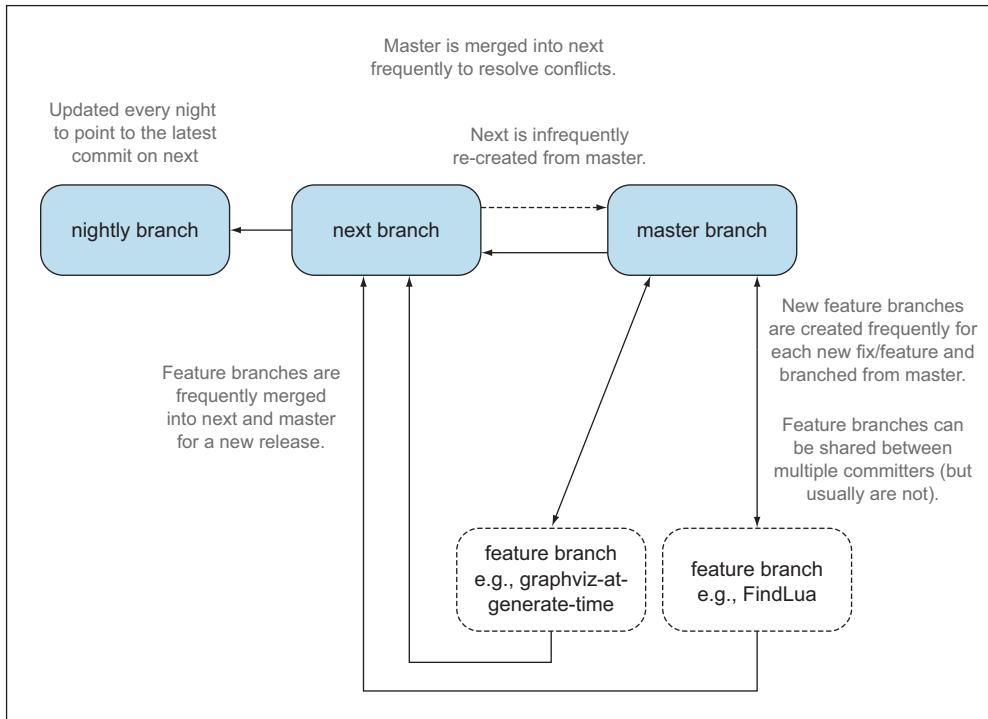 Master is merged into next
frequently to resolve conflicts.
Updated every night
to point to the latest
commit on next
Next is infrequently
re-created from master.
nightly branch
next branch
master branch
New feature branches
are created frequently for
each new fix/feature and
branched from master.
Feature branches are
frequently merged
into next and master
for a new release.
Feature branches can
be shared between
multiple committers (but
usually are not).
feature branch
e.g., graphviz-at-
generate-time
feature branch
e.g., FindLua